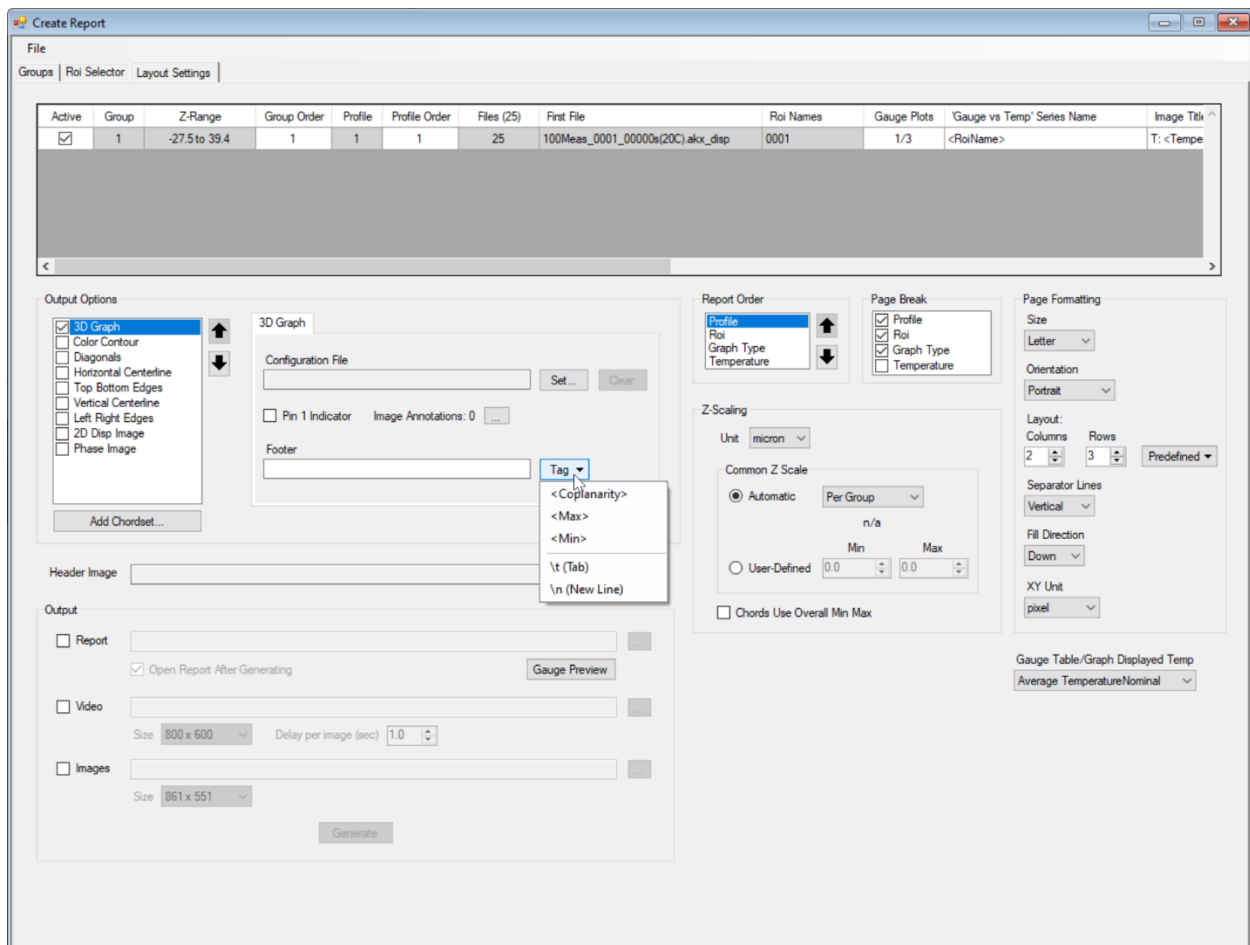 Create Report
File
Groups Roi Selector Layout Settings
Active Group Z-Range Group Order Profile Profile Order Files (25) First File Roi Names Gauge Plots 'Gauge vs Temp' Series Name Image Title
1 -27.5 to 39.4 1 1 1 25 100Meas_0001_00000s(20C).akx_disp 0001 1/3 <RoiName> T: <Tempe
Output Options
3D Graph
Color Contour
Diagonals
Horizontal Centerline
Top Bottom Edges
Vertical Centerline
Left Right Edges
2D Disp Image
Phase Image
Add Chordset...
3D Graph
Configuration File
Set... Clear
Pin 1 Indicator Image Annotations: 0 ...
Footer
Tag
<Coplanarity>
<Max>
<Min>
\t (Tab)
\n (New Line)
Header Image
Report Order
Profile
Roi
Graph Type
Temperature
Page Break
Profile
Roi
Graph Type
Temperature
Z-Scaling
Unit micron
Common Z Scale
Automatic Per Group
n/a
Min Max
User-Defined 0.0 0.0
Chords Use Overall Min Max
Page Formatting
Size
Letter
Orientation
Portrait
Layout:
Columns Rows
2 3 Predefined
Separator Lines
Vertical
Fill Direction
Down
XY Unit
pixel
Gauge Table/Graph Displayed Temp
Average TemperatureNominal
Output
Report ...
Open Report After Generating Gauge Preview
Video ...
Size 800 x 600 Delay per image (sec) 1.0
Images ...
Size 861 x 551
Generate